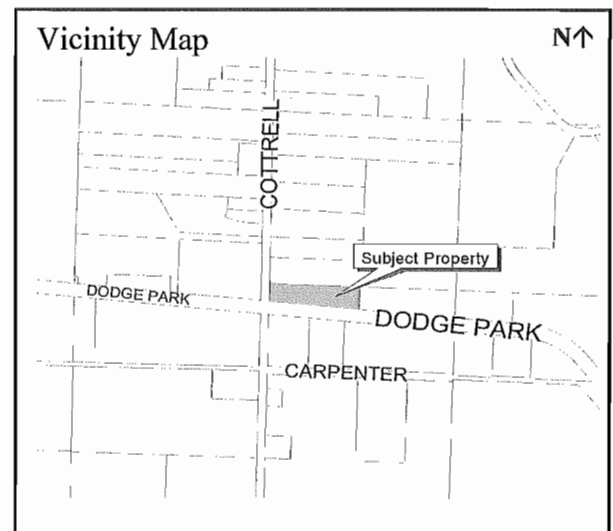 Vicinity Map
N↑
COTTRELL
Subject Property
DODGE PARK
DODGE PARK
CARPENTER